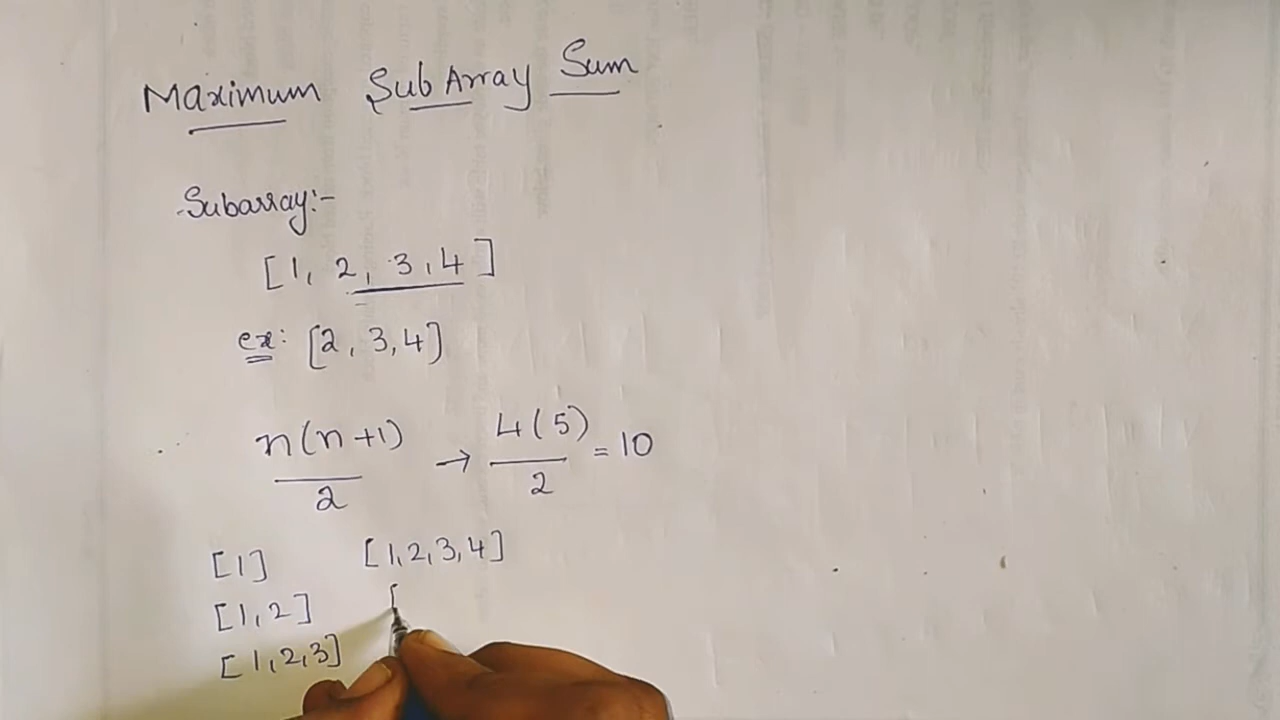 Maximum SubArray Sum
Subarray:-
[1, 2, 3, 4]
ex: [2, 3, 4]
n(n+1)/2 → 4(5)/2 = 10
[1] [1,2,3,4]
[1,2] [
[1,2,3]